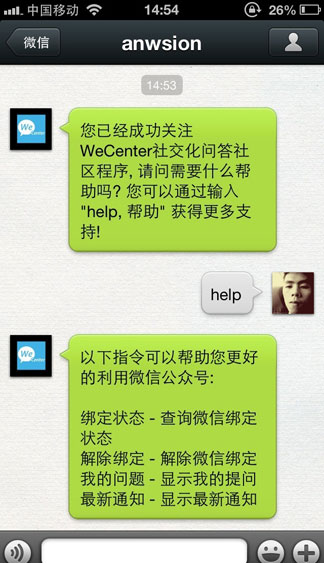 中国移动 14:54 26%
微信 anwsion
14:53
您已经成功关注
WeCenter社交化问答社
区程序, 请问需要什么帮
助吗? 您可以通过输入
"help, 帮助" 获得更多支
持!
We
Center
help
以下指令可以帮助您更好
的利用微信公众号:
绑定状态 - 查询微信绑定
状态
解除绑定 - 解除微信绑定
我的问题 - 显示我的提问
最新通知 - 显示最新通知
We
Center